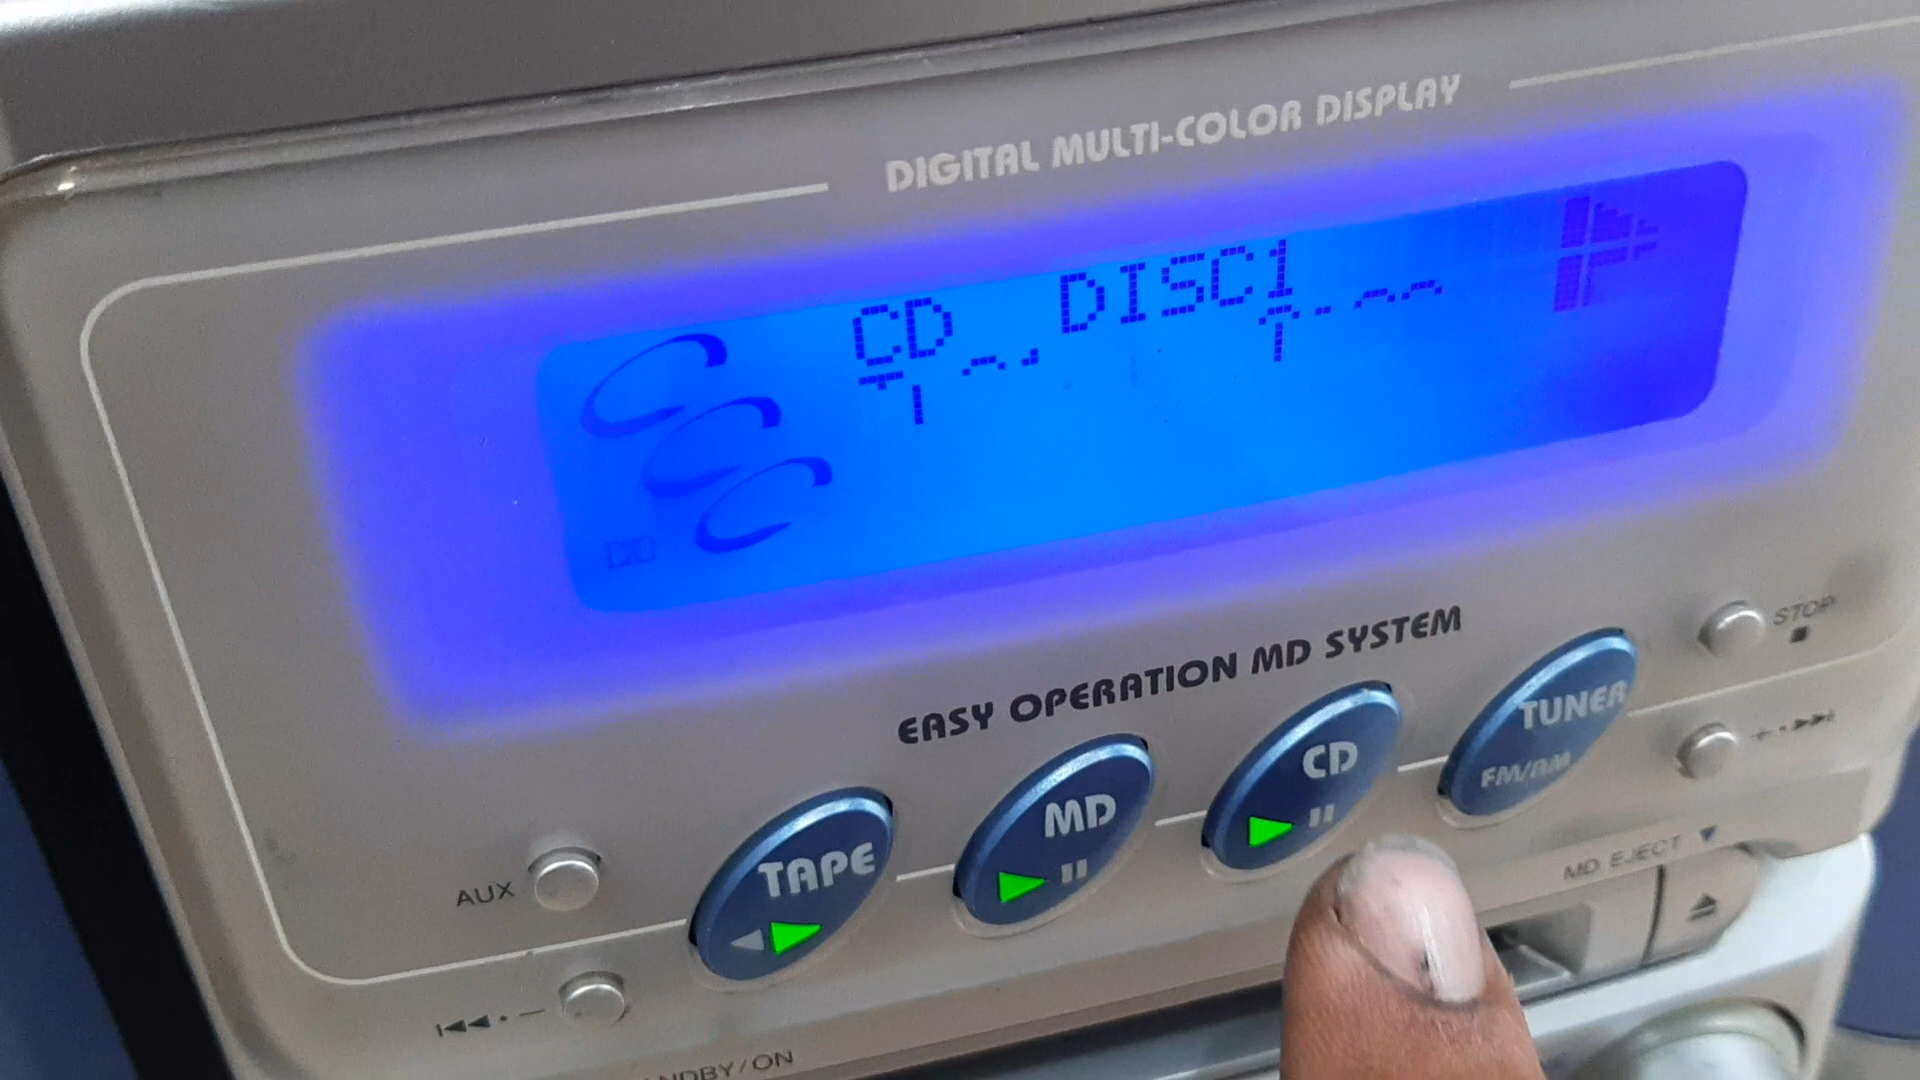 DIGITAL MULTI-COLOR DISPLAY
CD DISC1
EASY OPERATION MD SYSTEM
STOP
TUNER
FM/AM
CD
MD
TAPE
AUX
MD EJECT
NDBY/ON